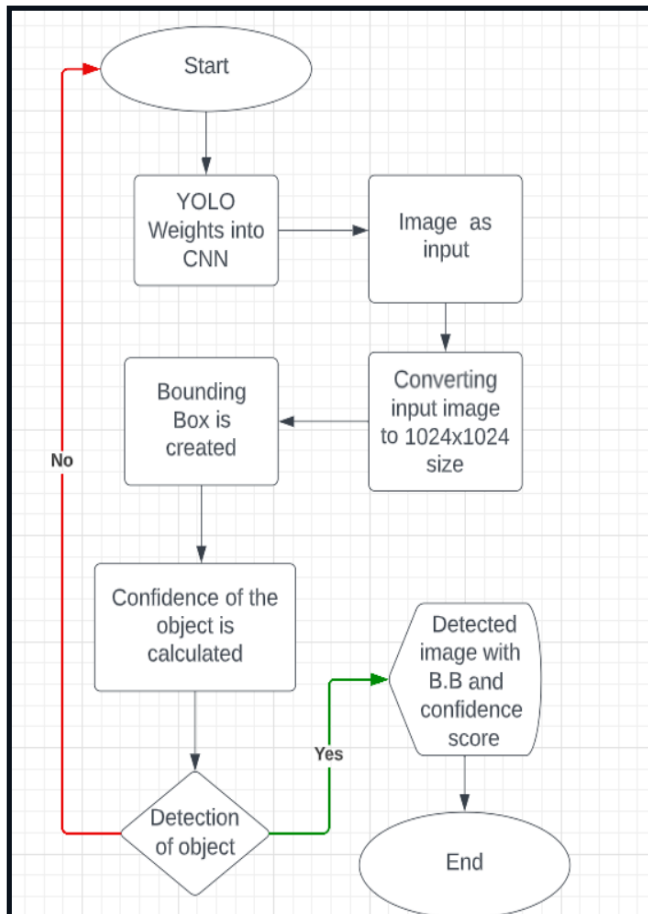 Start
YOLO
Weights into
CNN
Image as
input
Converting
input image
to 1024x1024
size
Bounding
Box is
created
No
Confidence of the
object is
calculated
Detection
of object
Yes
Detected
image with
B.B and
confidence
score
End